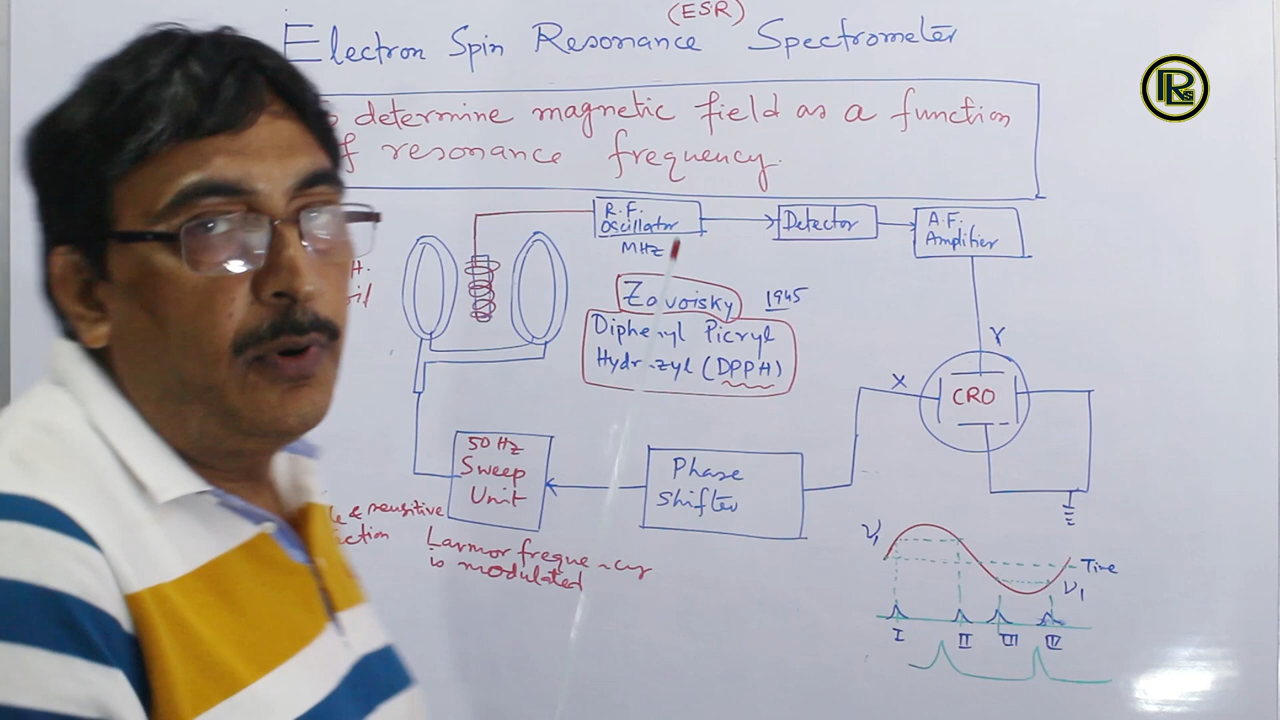 (ESR)
Electron Spin Resonance Spectrometer
determine magnetic field as a function
resonance frequency.
R.F.
Oscillator
MHz
Detector
A.F.
Amplifier
H.
Zavoisky 1945
Diphenyl Picryl
Hydrazyl (DPPH)
Y
X
CRO
50 Hz
Sweep
Unit
Phase
Shifter
& sensitive
Larmor frequency
is modulated
ν1
Time
ν1
I II III IV
RL